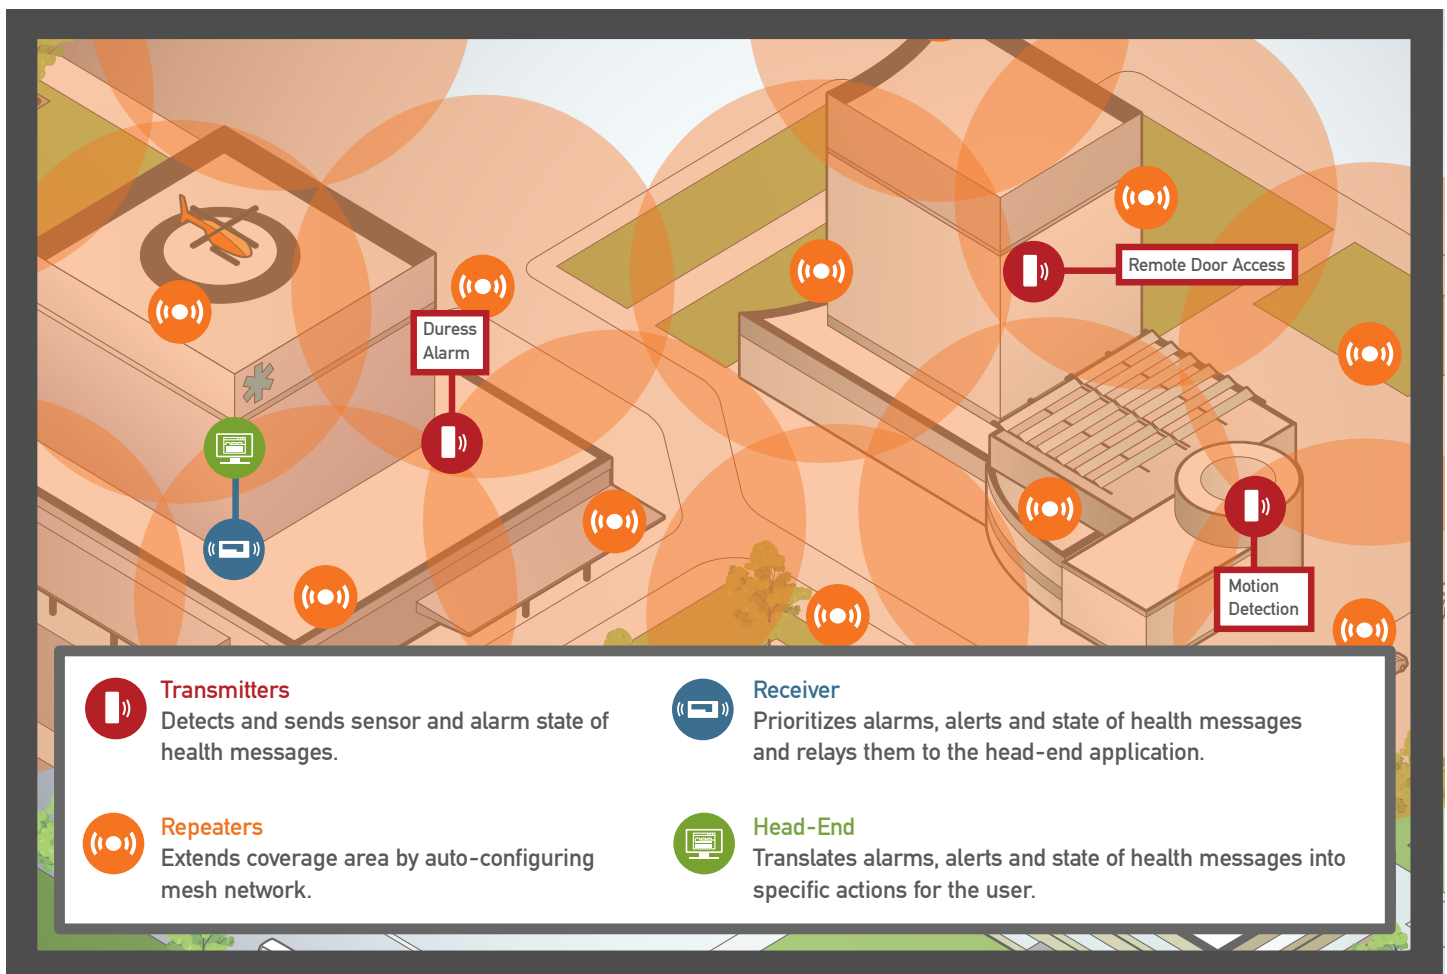 Remote Door Access
Duress
Alarm
Motion
Detection
Transmitters
Detects and sends sensor and alarm state of
health messages.
Receiver
Prioritizes alarms, alerts and state of health messages
and relays them to the head-end application.
Repeaters
Extends coverage area by auto-configuring
mesh network.
Head-End
Translates alarms, alerts and state of health messages into
specific actions for the user.